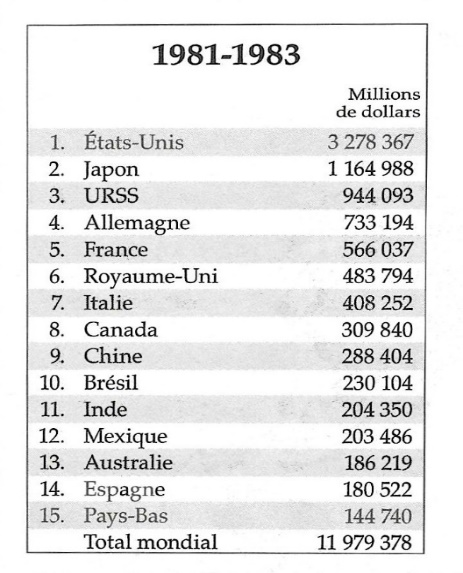 1981-1983
Millions
de dollars
1. États-Unis 3 278 367
2. Japon 1 164 988
3. URSS 944 093
4. Allemagne 733 194
5. France 566 037
6. Royaume-Uni 483 794
7. Italie 408 252
8. Canada 309 840
9. Chine 288 404
10. Brésil 230 104
11. Inde 204 350
12. Mexique 203 486
13. Australie 186 219
14. Espagne 180 522
15. Pays-Bas 144 740
Total mondial 11 979 378